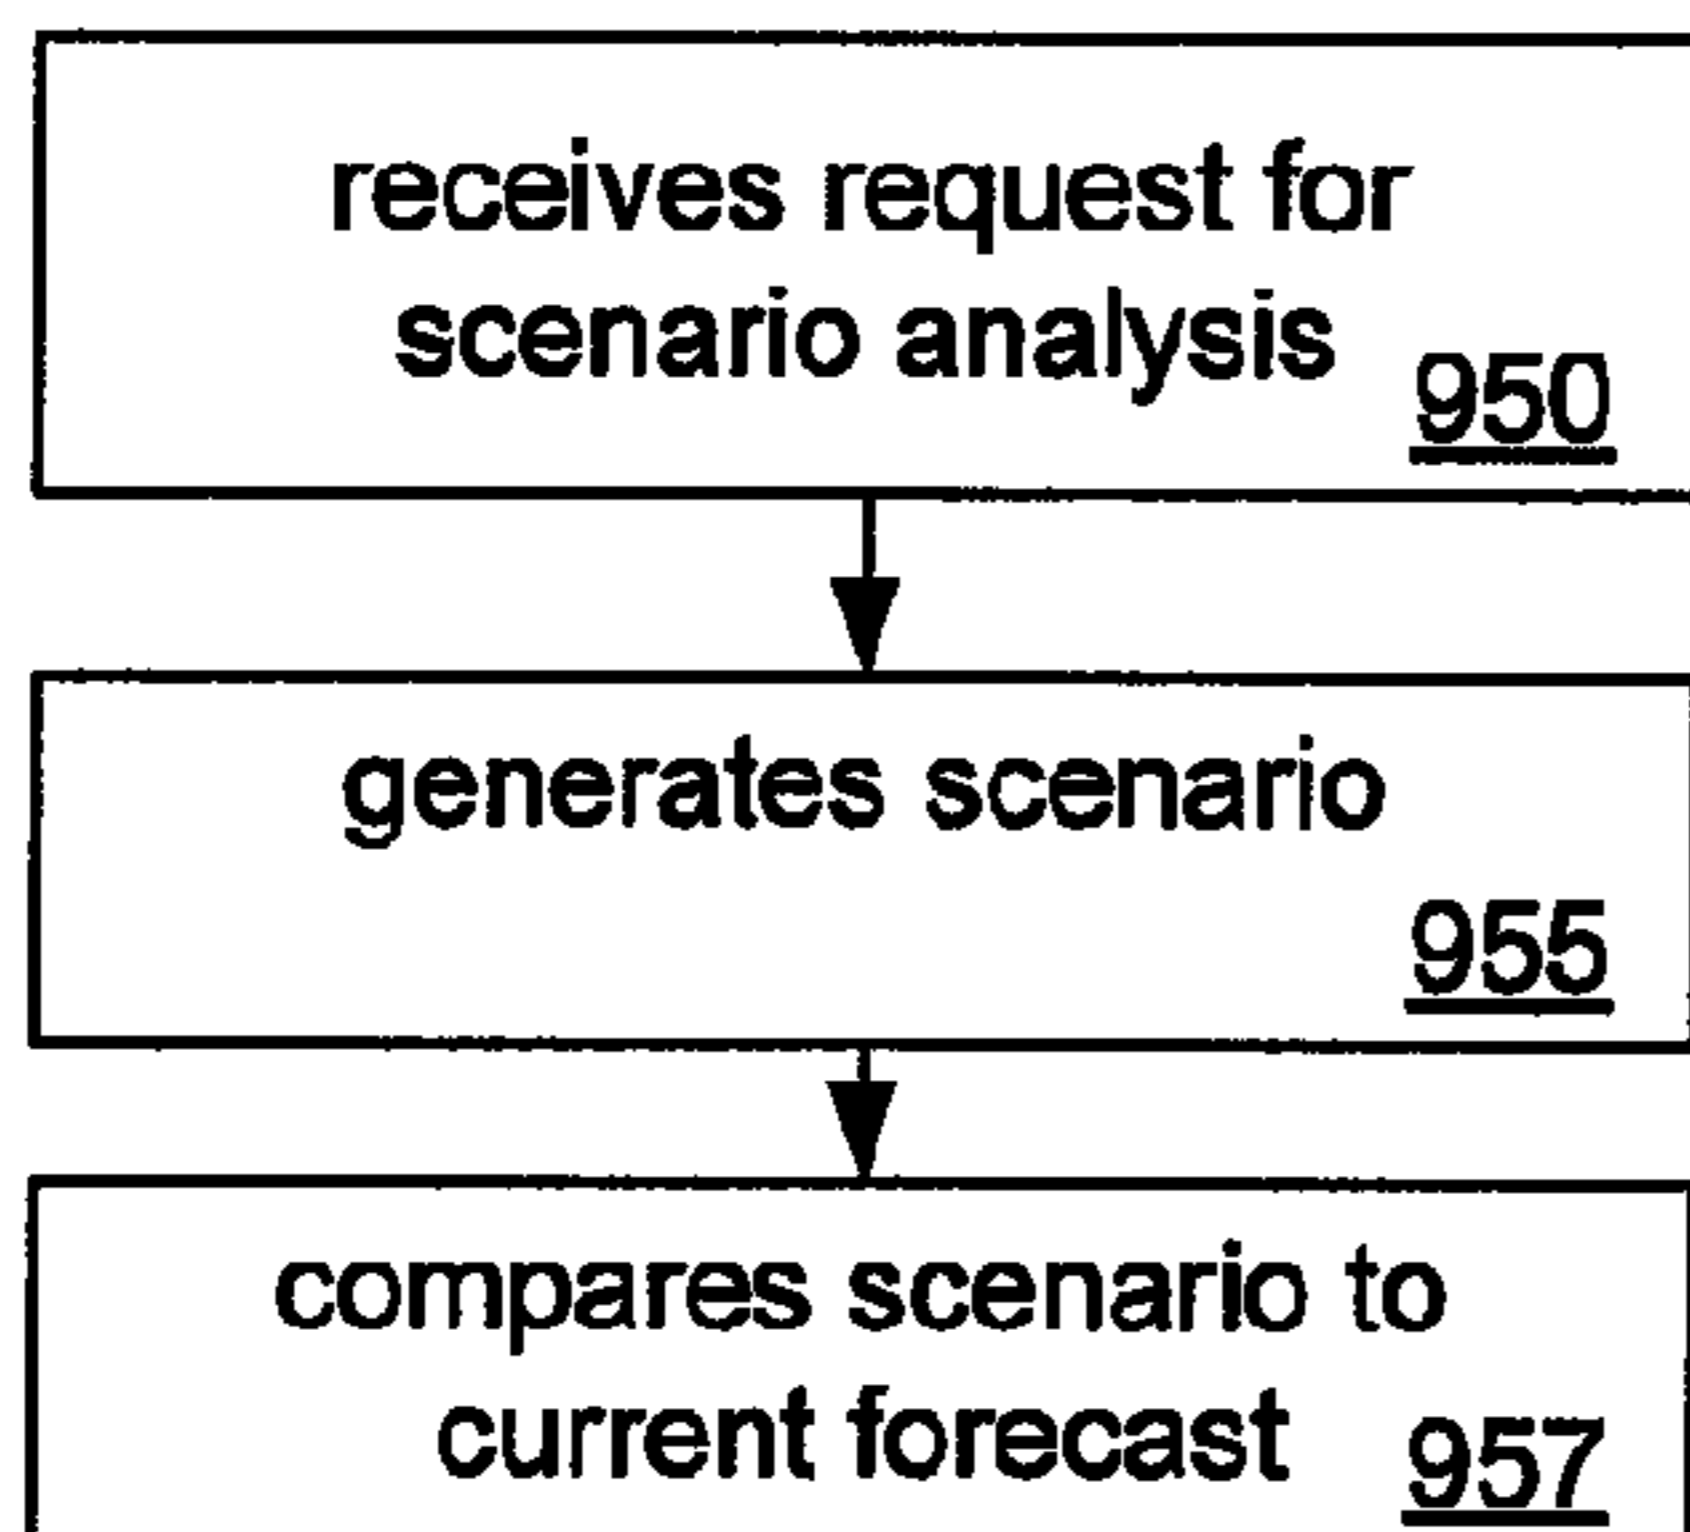 receives request for
scenario analysis
950
generates scenario
955
compares scenario to
current forecast
957